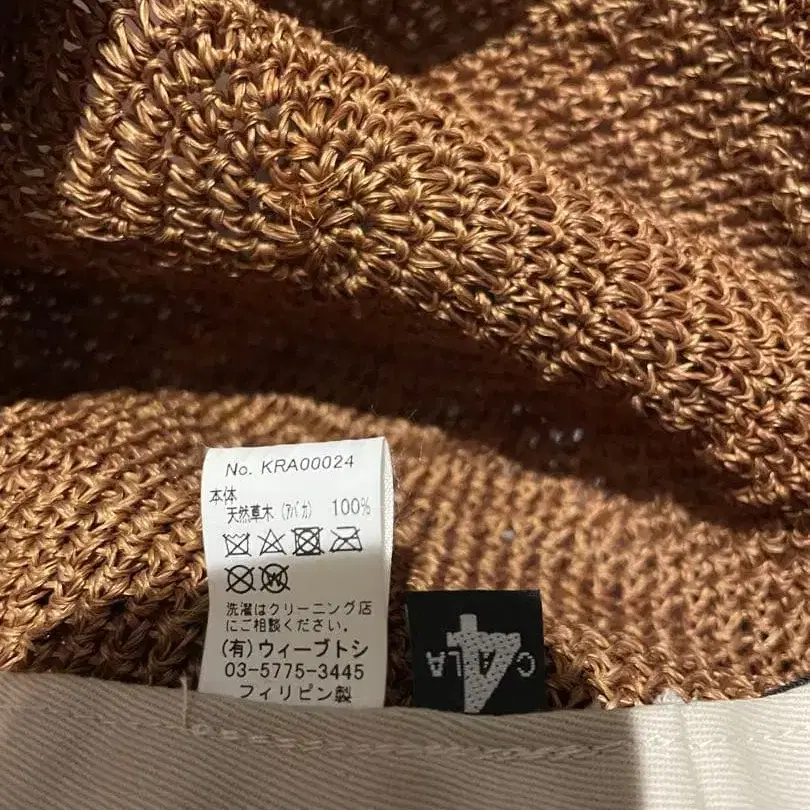 No. KRA00024
本体
天然草木 (アバカ) 100%
洗濯はクリーニング店
にご相談ください。
(有)ウィーブトシ
03-5775-3445
フィリピン製
CA4LA